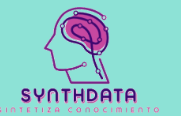 SYNTHDATA
SINTETIZA CONOCIMIENTO